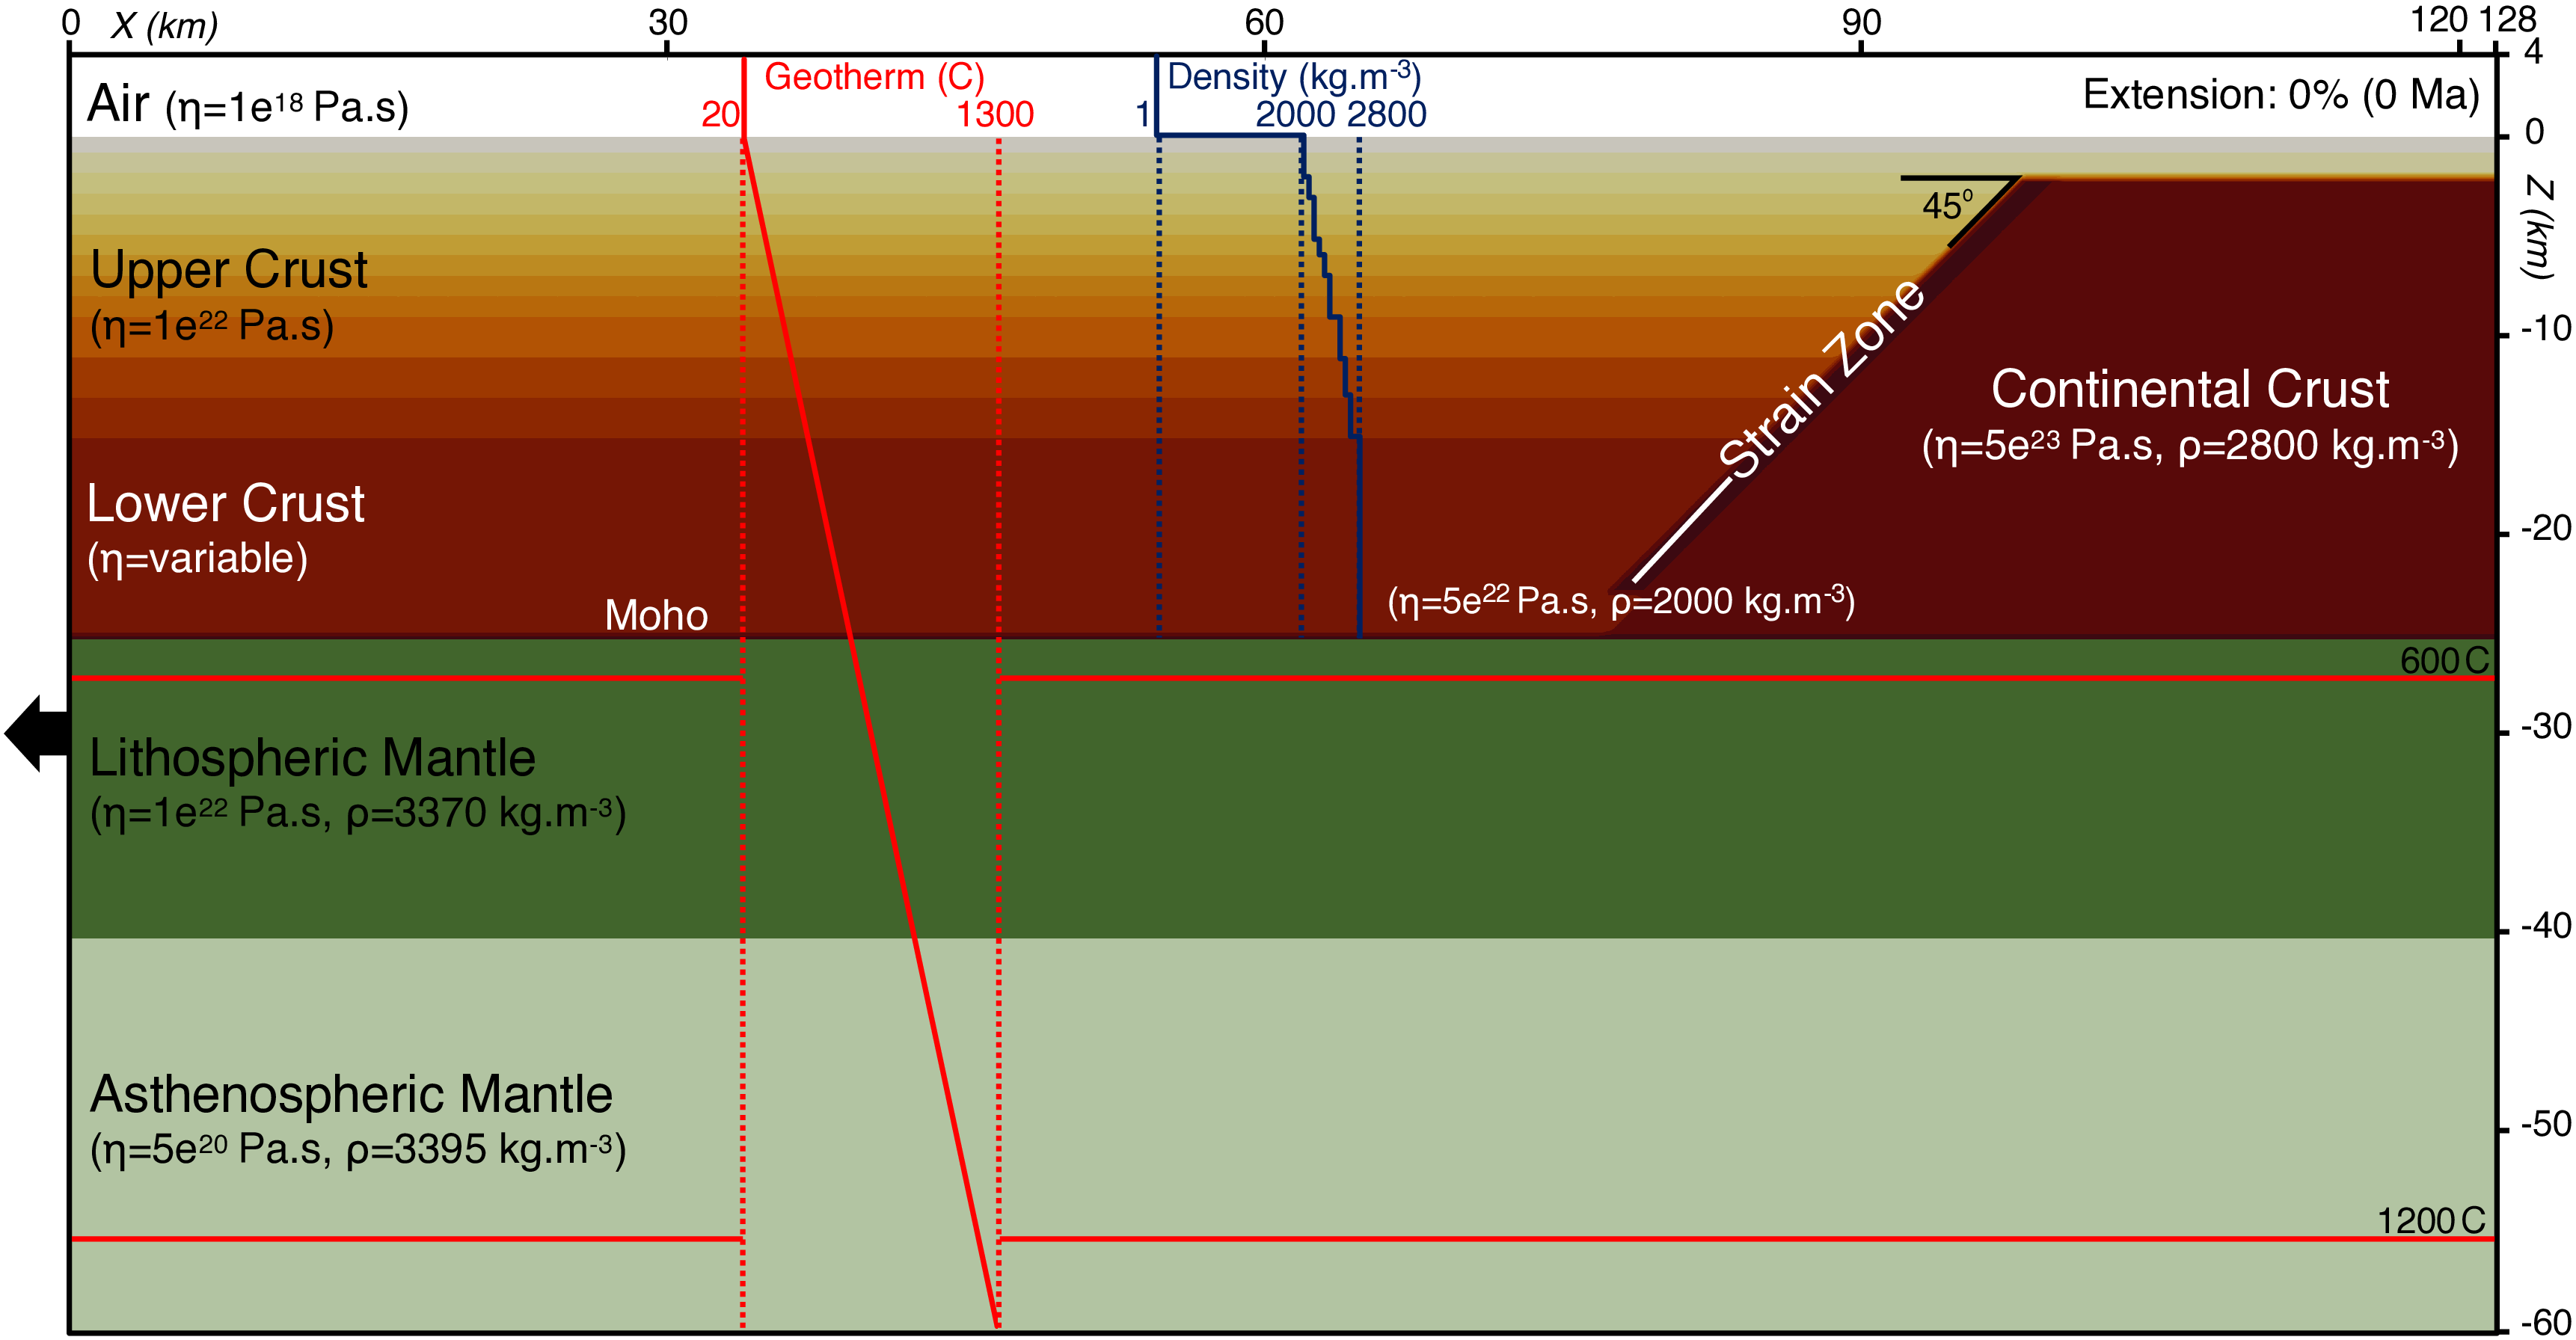 0 X (km) 30 60 90 120 128
4
Geotherm (C)
Density (kg.m-3)
Air (η=1e18 Pa.s)
20 1300
1 2000 2800
Extension: 0% (0 Ma)
0
Z (km)
45o
Upper Crust
(η=1e22 Pa.s)
Strain Zone
-10
Continental Crust
(η=5e23 Pa.s, ρ=2800 kg.m-3)
Lower Crust
(η=variable)
-20
Moho
(η=5e22 Pa.s, ρ=2000 kg.m-3)
600 C
-30
Lithospheric Mantle
(η=1e22 Pa.s, ρ=3370 kg.m-3)
-40
Asthenospheric Mantle
(η=5e20 Pa.s, ρ=3395 kg.m-3)
-50
1200 C
-60